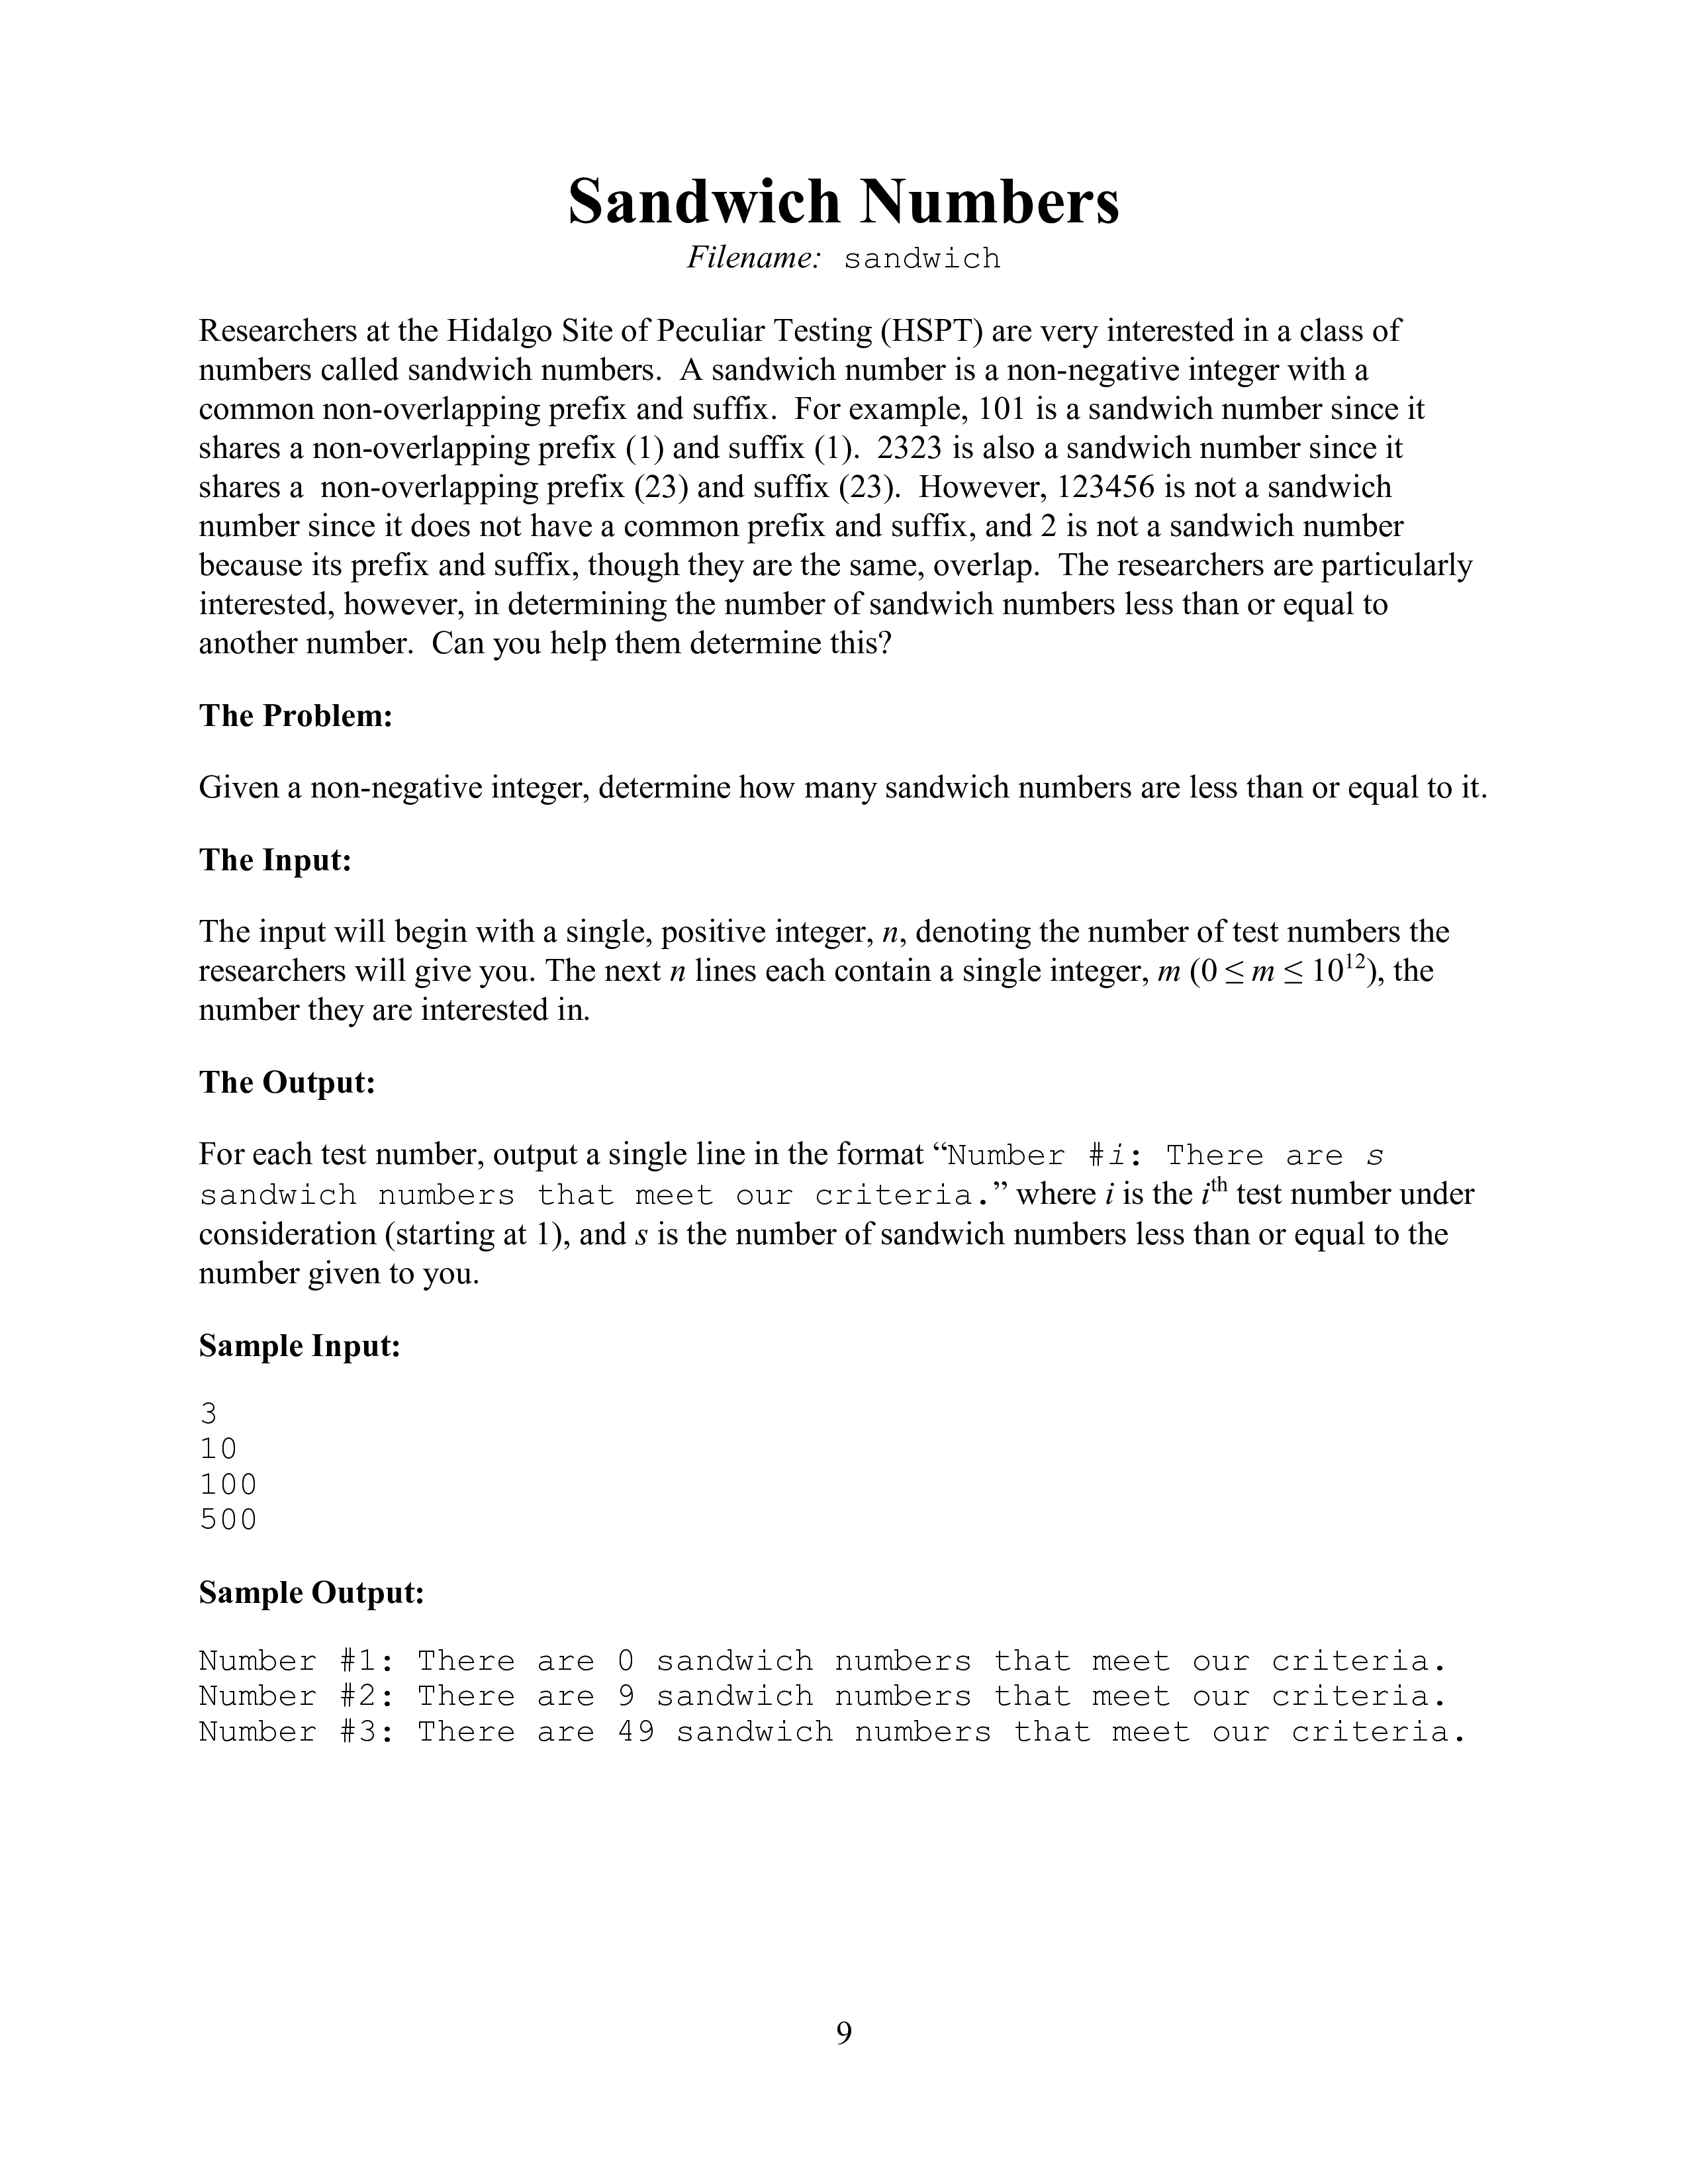 Sandwich Numbers
Filename: sandwich
Researchers at the Hidalgo Site of Peculiar Testing (HSPT) are very interested in a class of
numbers called sandwich numbers.  A sandwich number is a non-negative integer with a
common non-overlapping prefix and suffix.  For example, 101 is a sandwich number since it
shares a non-overlapping prefix (1) and suffix (1).  2323 is also a sandwich number since it
shares a  non-overlapping prefix (23) and suffix (23).  However, 123456 is not a sandwich
number since it does not have a common prefix and suffix, and 2 is not a sandwich number
because its prefix and suffix, though they are the same, overlap.  The researchers are particularly
interested, however, in determining the number of sandwich numbers less than or equal to
another number.  Can you help them determine this?
The Problem:
Given a non-negative integer, determine how many sandwich numbers are less than or equal to it.
The Input:
The input will begin with a single, positive integer, n, denoting the number of test numbers the
researchers will give you. The next n lines each contain a single integer, m (0 ≤ m ≤ 10¹²), the
number they are interested in.
The Output:
For each test number, output a single line in the format “Number #i: There are s
sandwich numbers that meet our criteria.” where i is the iᵗʰ test number under
consideration (starting at 1), and s is the number of sandwich numbers less than or equal to the
number given to you.
Sample Input:
3
10
100
500
Sample Output:
Number #1: There are 0 sandwich numbers that meet our criteria.
Number #2: There are 9 sandwich numbers that meet our criteria.
Number #3: There are 49 sandwich numbers that meet our criteria.
9